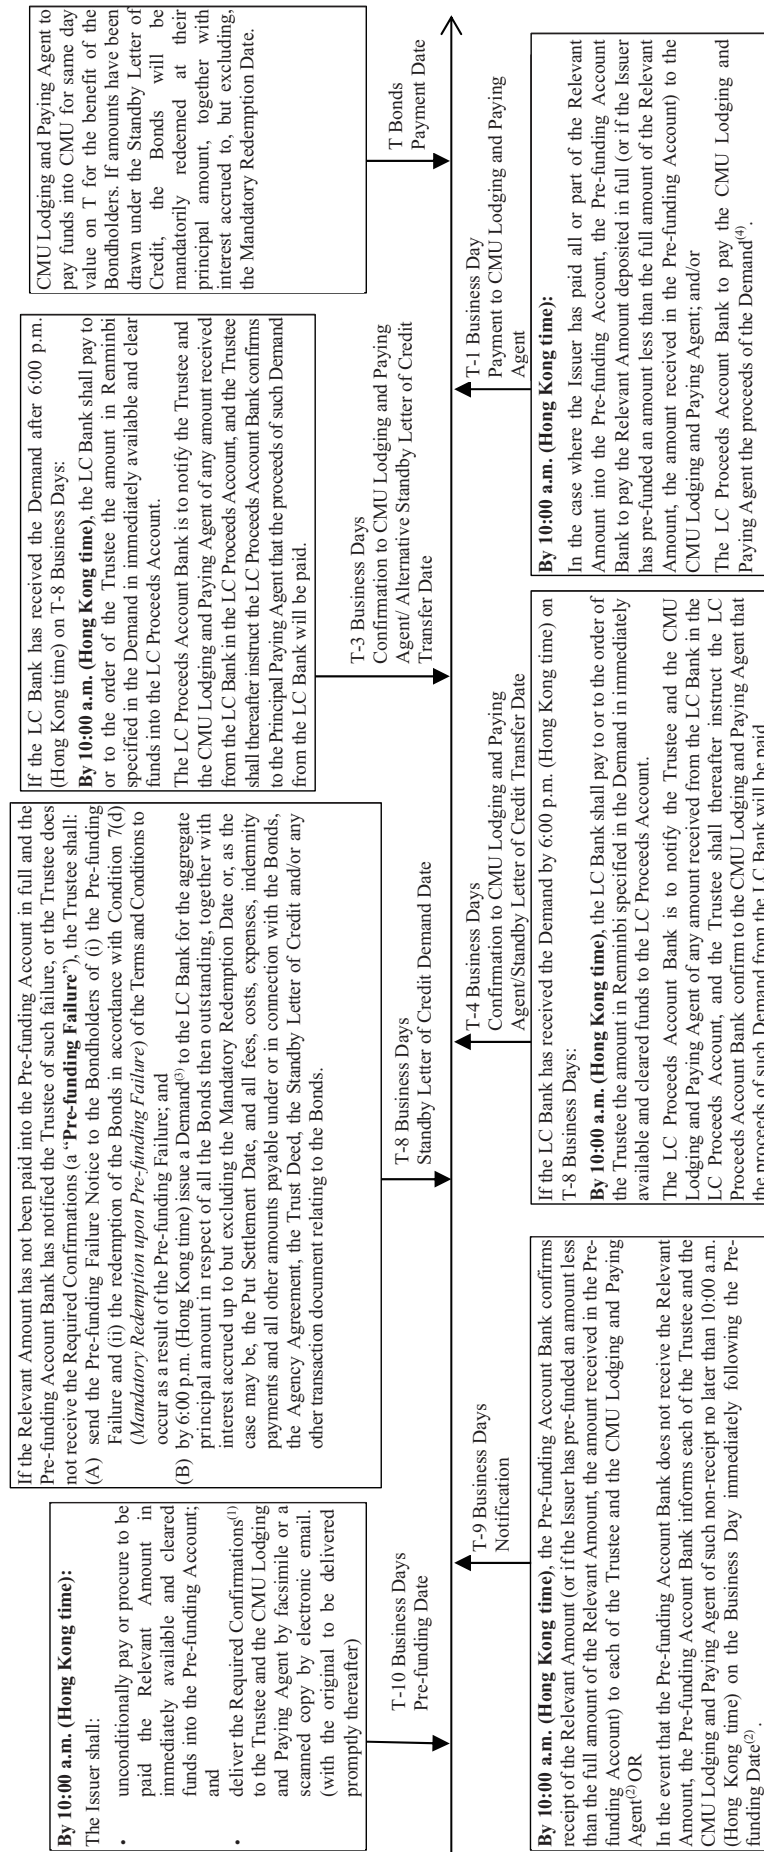 By 10:00 a.m. (Hong Kong time):
The Issuer shall:
• unconditionally pay or procure to be
paid the Relevant Amount in
immediately available and cleared
funds into the Pre-funding Account;
and
• deliver the Required Confirmations(1)
to the Trustee and the CMU Lodging
and Paying Agent by facsimile or a
scanned copy by electronic email.
(with the original to be delivered
promptly thereafter)
T-10 Business Days
Pre-funding Date
If the Relevant Amount has not been paid into the Pre-funding Account in full and the
Pre-funding Account Bank has notified the Trustee of such failure, or the Trustee does
not receive the Required Confirmations (a “Pre-funding Failure”), the Trustee shall:
(A) send the Pre-funding Failure Notice to the Bondholders of (i) the Pre-funding
Failure and (ii) the redemption of the Bonds in accordance with Condition 7(d)
(Mandatory Redemption upon Pre-funding Failure) of the Terms and Conditions to
occur as a result of the Pre-funding Failure; and
(B) by 6:00 p.m. (Hong Kong time) issue a Demand(3) to the LC Bank for the aggregate
principal amount in respect of all the Bonds then outstanding, together with
interest accrued up to but excluding the Mandatory Redemption Date or, as the
case may be, the Put Settlement Date, and all fees, costs, expenses, indemnity
payments and all other amounts payable under or in connection with the Bonds,
the Agency Agreement, the Trust Deed, the Standby Letter of Credit and/or any
other transaction document relating to the Bonds.
T-8 Business Days
Standby Letter of Credit Demand Date
If the LC Bank has received the Demand after 6:00 p.m.
(Hong Kong time) on T-8 Business Days:
By 10:00 a.m. (Hong Kong time), the LC Bank shall pay to
or to the order of the Trustee the amount in Renminbi
specified in the Demand in immediately available and clear
funds into the LC Proceeds Account.
The LC Proceeds Account Bank is to notify the Trustee and
the CMU Lodging and Paying Agent of any amount received
from the LC Bank in the LC Proceeds Account, and the Trustee
shall thereafter instruct the LC Proceeds Account Bank confirms
to the Principal Paying Agent that the proceeds of such Demand
from the LC Bank will be paid.
T-3 Business Days
Confirmation to CMU Lodging and Paying
Agent/ Alternative Standby Letter of Credit
Transfer Date
CMU Lodging and Paying Agent to
pay funds into CMU for same day
value on T for the benefit of the
Bondholders. If amounts have been
drawn under the Standby Letter of
Credit, the Bonds will be
mandatorily redeemed at their
principal amount, together with
interest accrued to, but excluding,
the Mandatory Redemption Date.
T Bonds
Payment Date
T-9 Business Days
Notification
By 10:00 a.m. (Hong Kong time), the Pre-funding Account Bank confirms
receipt of the Relevant Amount (or if the Issuer has pre-funded an amount less
than the full amount of the Relevant Amount, the amount received in the Pre-
funding Account) to each of the Trustee and the CMU Lodging and Paying
Agent(2) OR
In the event that the Pre-funding Account Bank does not receive the Relevant
Amount, the Pre-funding Account Bank informs each of the Trustee and the
CMU Lodging and Paying Agent of such non-receipt no later than 10:00 a.m.
(Hong Kong time) on the Business Day immediately following the Pre-
funding Date(2).
T-4 Business Days
Confirmation to CMU Lodging and Paying
Agent/Standby Letter of Credit Transfer Date
If the LC Bank has received the Demand by 6:00 p.m. (Hong Kong time) on
T-8 Business Days:
By 10:00 a.m. (Hong Kong time), the LC Bank shall pay to or to the order of
the Trustee the amount in Renminbi specified in the Demand in immediately
available and cleared funds to the LC Proceeds Account.
The LC Proceeds Account Bank is to notify the Trustee and the CMU
Lodging and Paying Agent of any amount received from the LC Bank in the
LC Proceeds Account, and the Trustee shall thereafter instruct the LC
Proceeds Account Bank confirm to the CMU Lodging and Paying Agent that
the proceeds of such Demand from the LC Bank will be paid
T-1 Business Day
Payment to CMU Lodging and Paying
Agent
By 10:00 a.m. (Hong Kong time):
In the case where the Issuer has paid all or part of the Relevant
Amount into the Pre-funding Account, the Pre-funding Account
Bank to pay the Relevant Amount deposited in full (or if the Issuer
has pre-funded an amount less than the full amount of the Relevant
Amount, the amount received in the Pre-funding Account) to the
CMU Lodging and Paying Agent; and/or
The LC Proceeds Account Bank to pay the CMU Lodging and
Paying Agent the proceeds of the Demand(4).